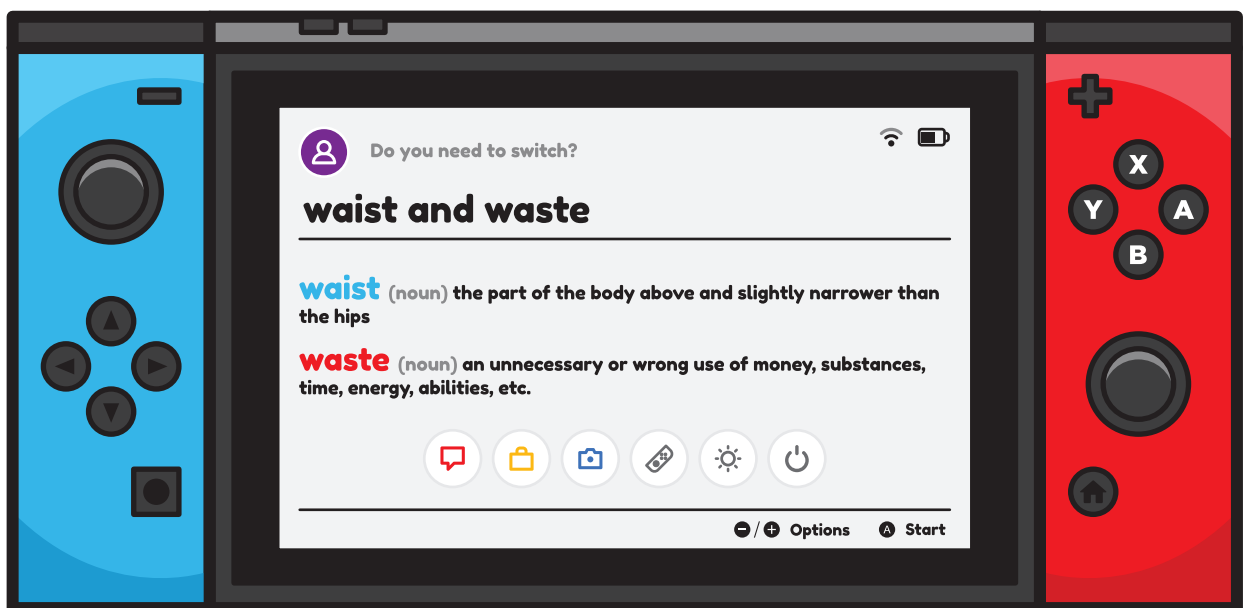 Do you need to switch?
waist and waste
X
Y A
B
waist (noun) the part of the body above and slightly narrower than
the hips
waste (noun) an unnecessary or wrong use of money, substances,
time, energy, abilities, etc.
-/+ Options A Start